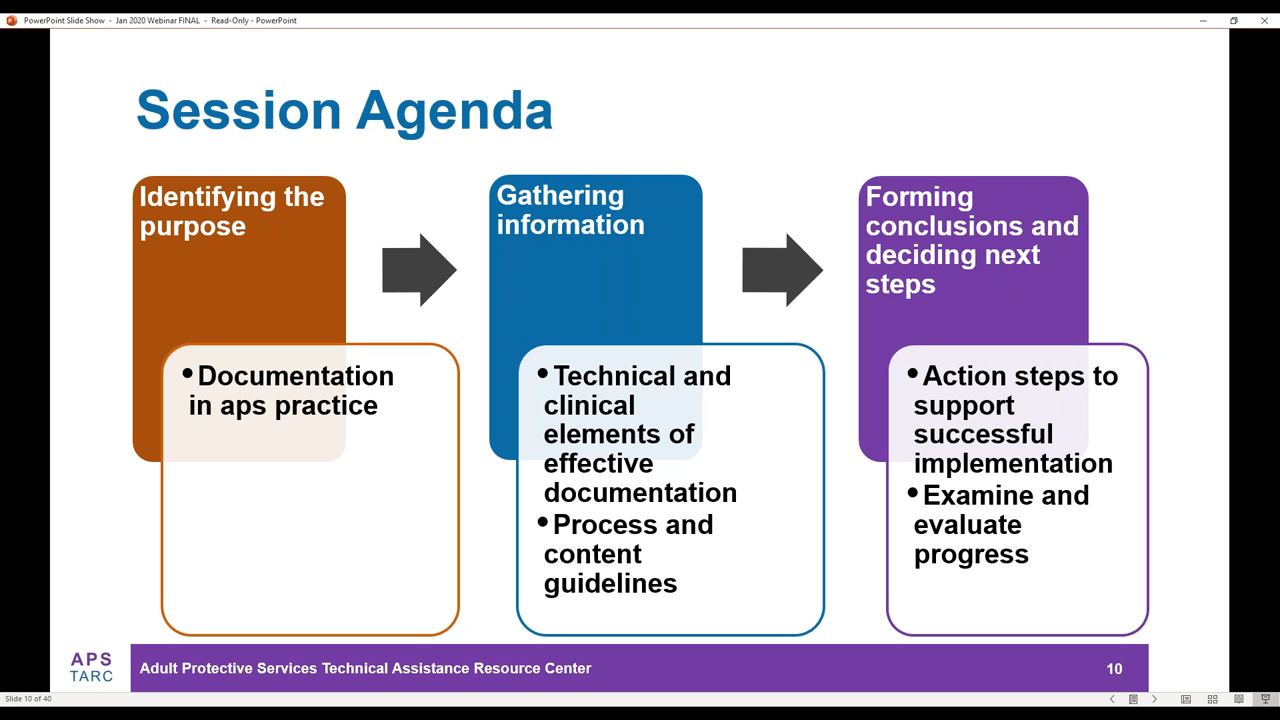 PowerPoint Slide Show - Jan 2020 Webinar FINAL - Read-Only - PowerPoint
Session Agenda
Identifying the
purpose
•Documentation
in aps practice
Gathering
information
•Technical and
clinical
elements of
effective
documentation
•Process and
content
guidelines
Forming
conclusions and
deciding next
steps
•Action steps to
support
successful
implementation
•Examine and
evaluate
progress
APS
TARC
Adult Protective Services Technical Assistance Resource Center
10
Slide 10 of 40